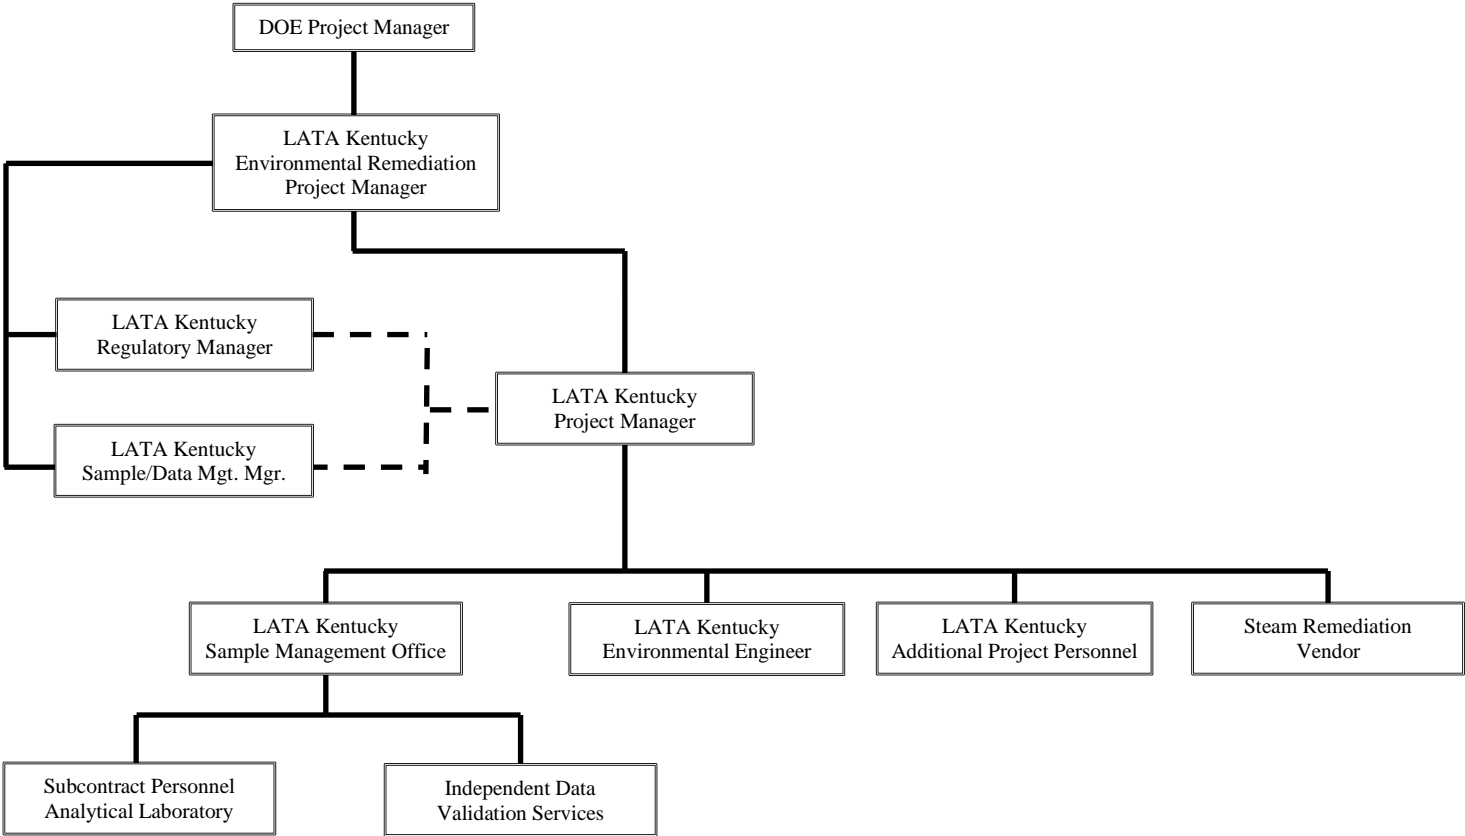 DOE Project Manager
LATA Kentucky
Environmental Remediation
Project Manager
LATA Kentucky
Regulatory Manager
LATA Kentucky
Project Manager
LATA Kentucky
Sample/Data Mgt. Mgr.
LATA Kentucky
Sample Management Office
LATA Kentucky
Environmental Engineer
LATA Kentucky
Additional Project Personnel
Steam Remediation
Vendor
Subcontract Personnel
Analytical Laboratory
Independent Data
Validation Services